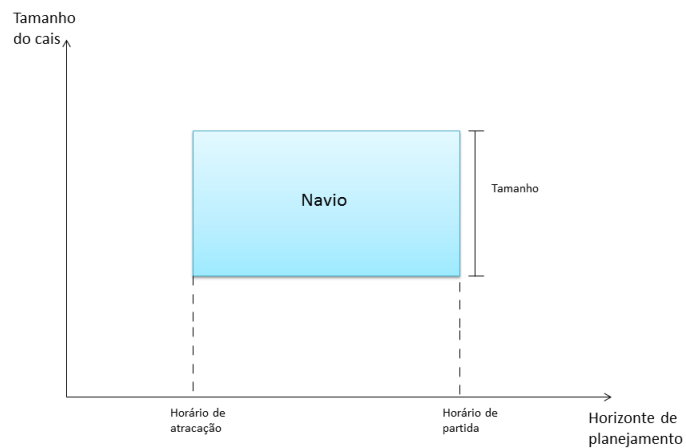 Tamanho
do cais
Navio
Tamanho
Horário de
atracação
Horário de
partida
Horizonte de
planejamento